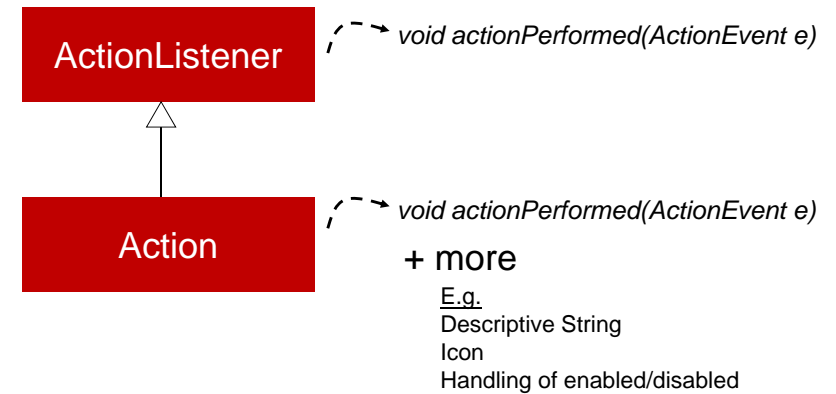 ActionListener
void actionPerformed(ActionEvent e)
Action
void actionPerformed(ActionEvent e)
+ more
E.g.
Descriptive String
Icon
Handling of enabled/disabled